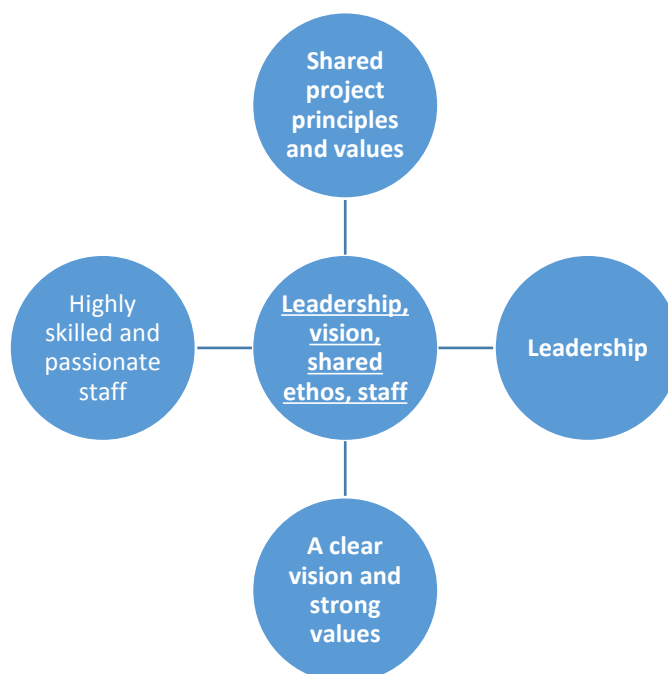 Shared
project
principles
and values
Highly
skilled and
passionate
staff
Leadership,
vision,
shared
ethos, staff
Leadership
A clear
vision and
strong
values